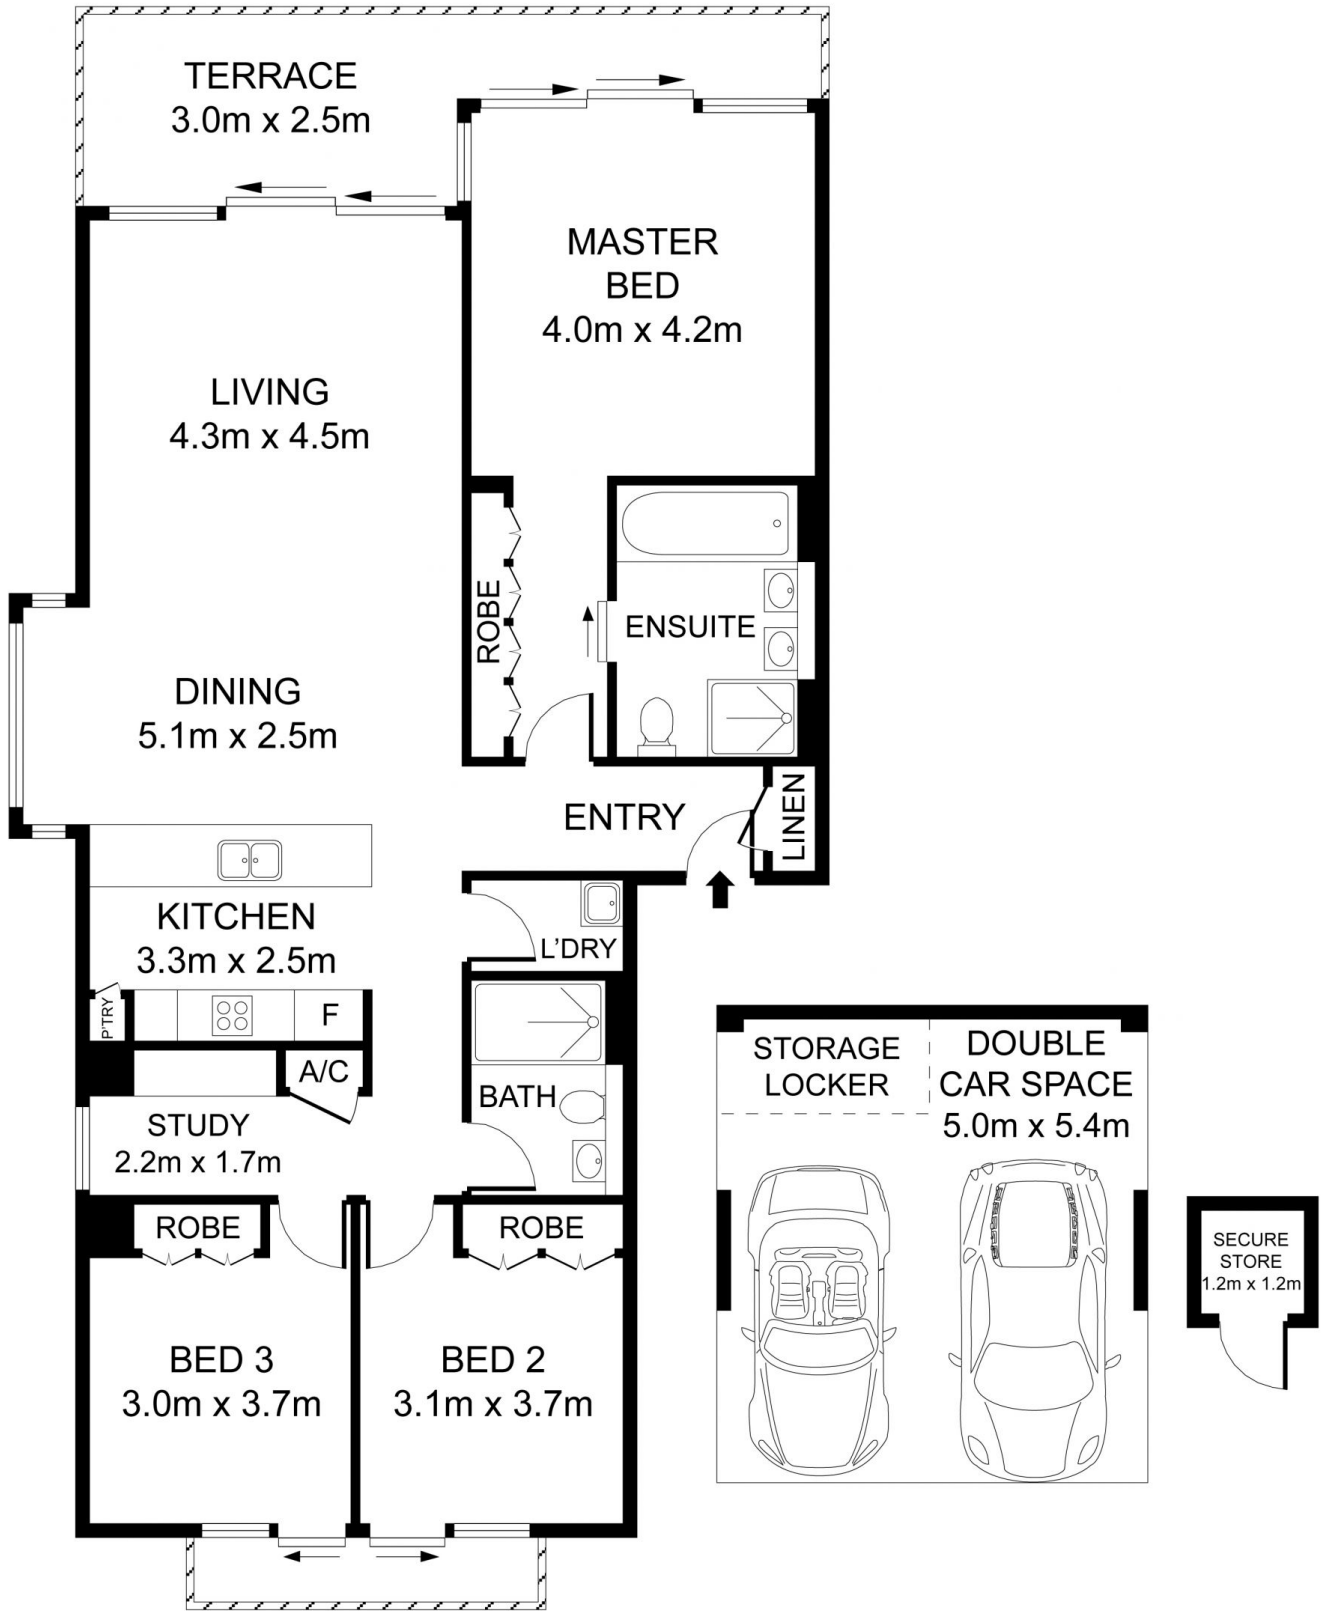 TERRACE
3.0m x 2.5m
MASTER
BED
4.0m x 4.2m
LIVING
4.3m x 4.5m
ROBE
ENSUITE
DINING
5.1m x 2.5m
ENTRY
LINEN
KITCHEN
3.3m x 2.5m
L'DRY
P'TRY
F
A/C
BATH
STUDY
2.2m x 1.7m
ROBE
ROBE
BED 3
3.0m x 3.7m
BED 2
3.1m x 3.7m
STORAGE
LOCKER
DOUBLE
CAR SPACE
5.0m x 5.4m
SECURE
STORE
1.2m x 1.2m